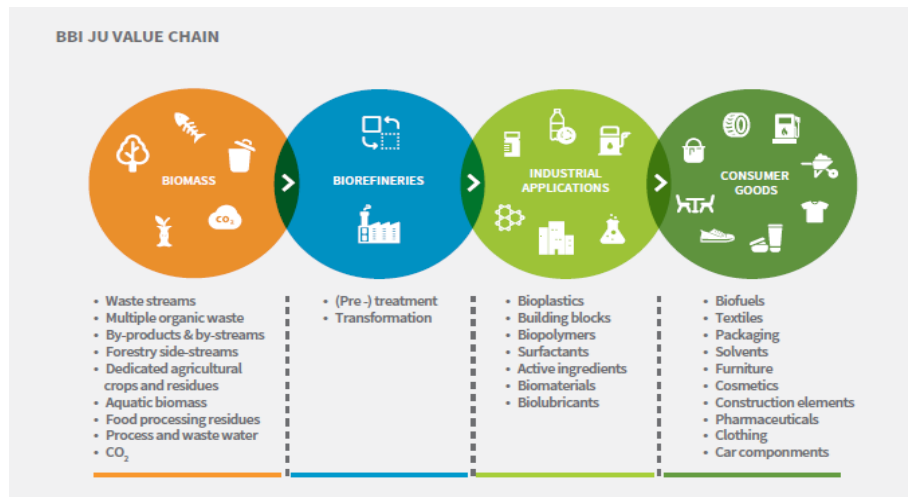 BBI JU VALUE CHAIN
BIOMASS
CO₂
BIOREFINERIES
INDUSTRIAL
APPLICATIONS
CONSUMER
GOODS
• Waste streams
• Multiple organic waste
• By-products & by-streams
• Forestry side-streams
• Dedicated agricultural
crops and residues
• Aquatic biomass
• Food processing residues
• Process and waste water
• CO₂
• (Pre -) treatment
• Transformation
• Bioplastics
• Building blocks
• Biopolymers
• Surfactants
• Active ingredients
• Biomaterials
• Biolubricants
• Biofuels
• Textiles
• Packaging
• Solvents
• Furniture
• Cosmetics
• Construction elements
• Pharmaceuticals
• Clothing
• Car componments